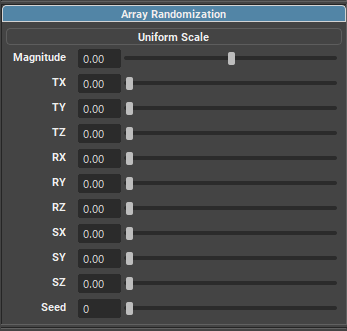 Array Randomization
Uniform Scale
Magnitude 0.00
TX 0.00
TY 0.00
TZ 0.00
RX 0.00
RY 0.00
RZ 0.00
SX 0.00
SY 0.00
SZ 0.00
Seed 0